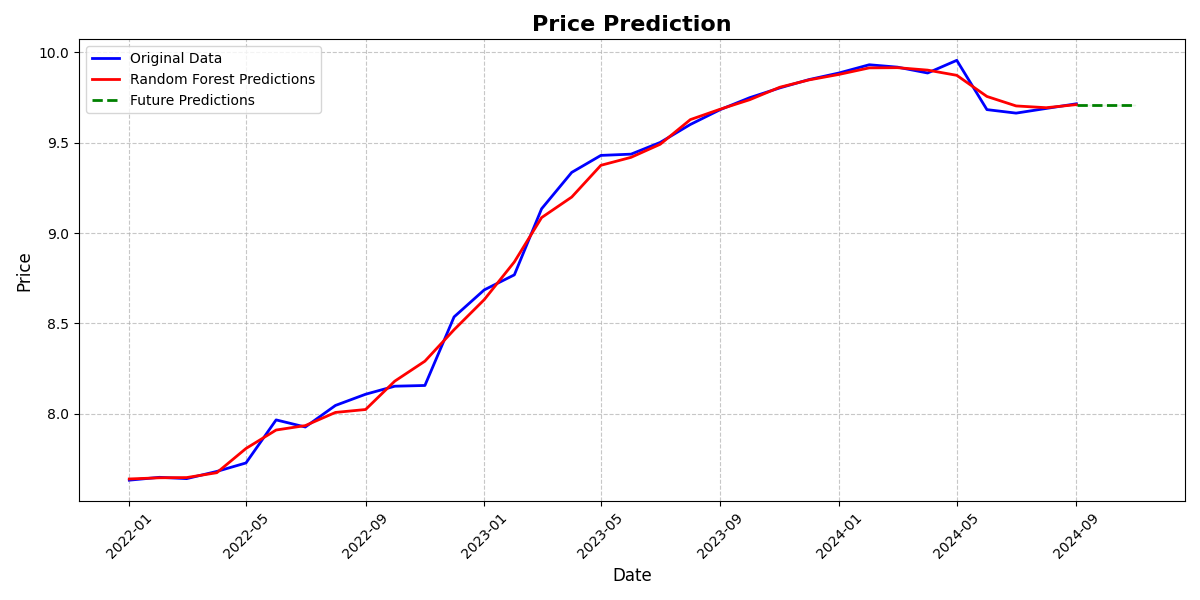 Price Prediction
Original Data
Random Forest Predictions
Future Predictions
Price
10.0
9.5
9.0
8.5
8.0
2022-01
2022-05
2022-09
2023-01
2023-05
2023-09
2024-01
2024-05
2024-09
Date